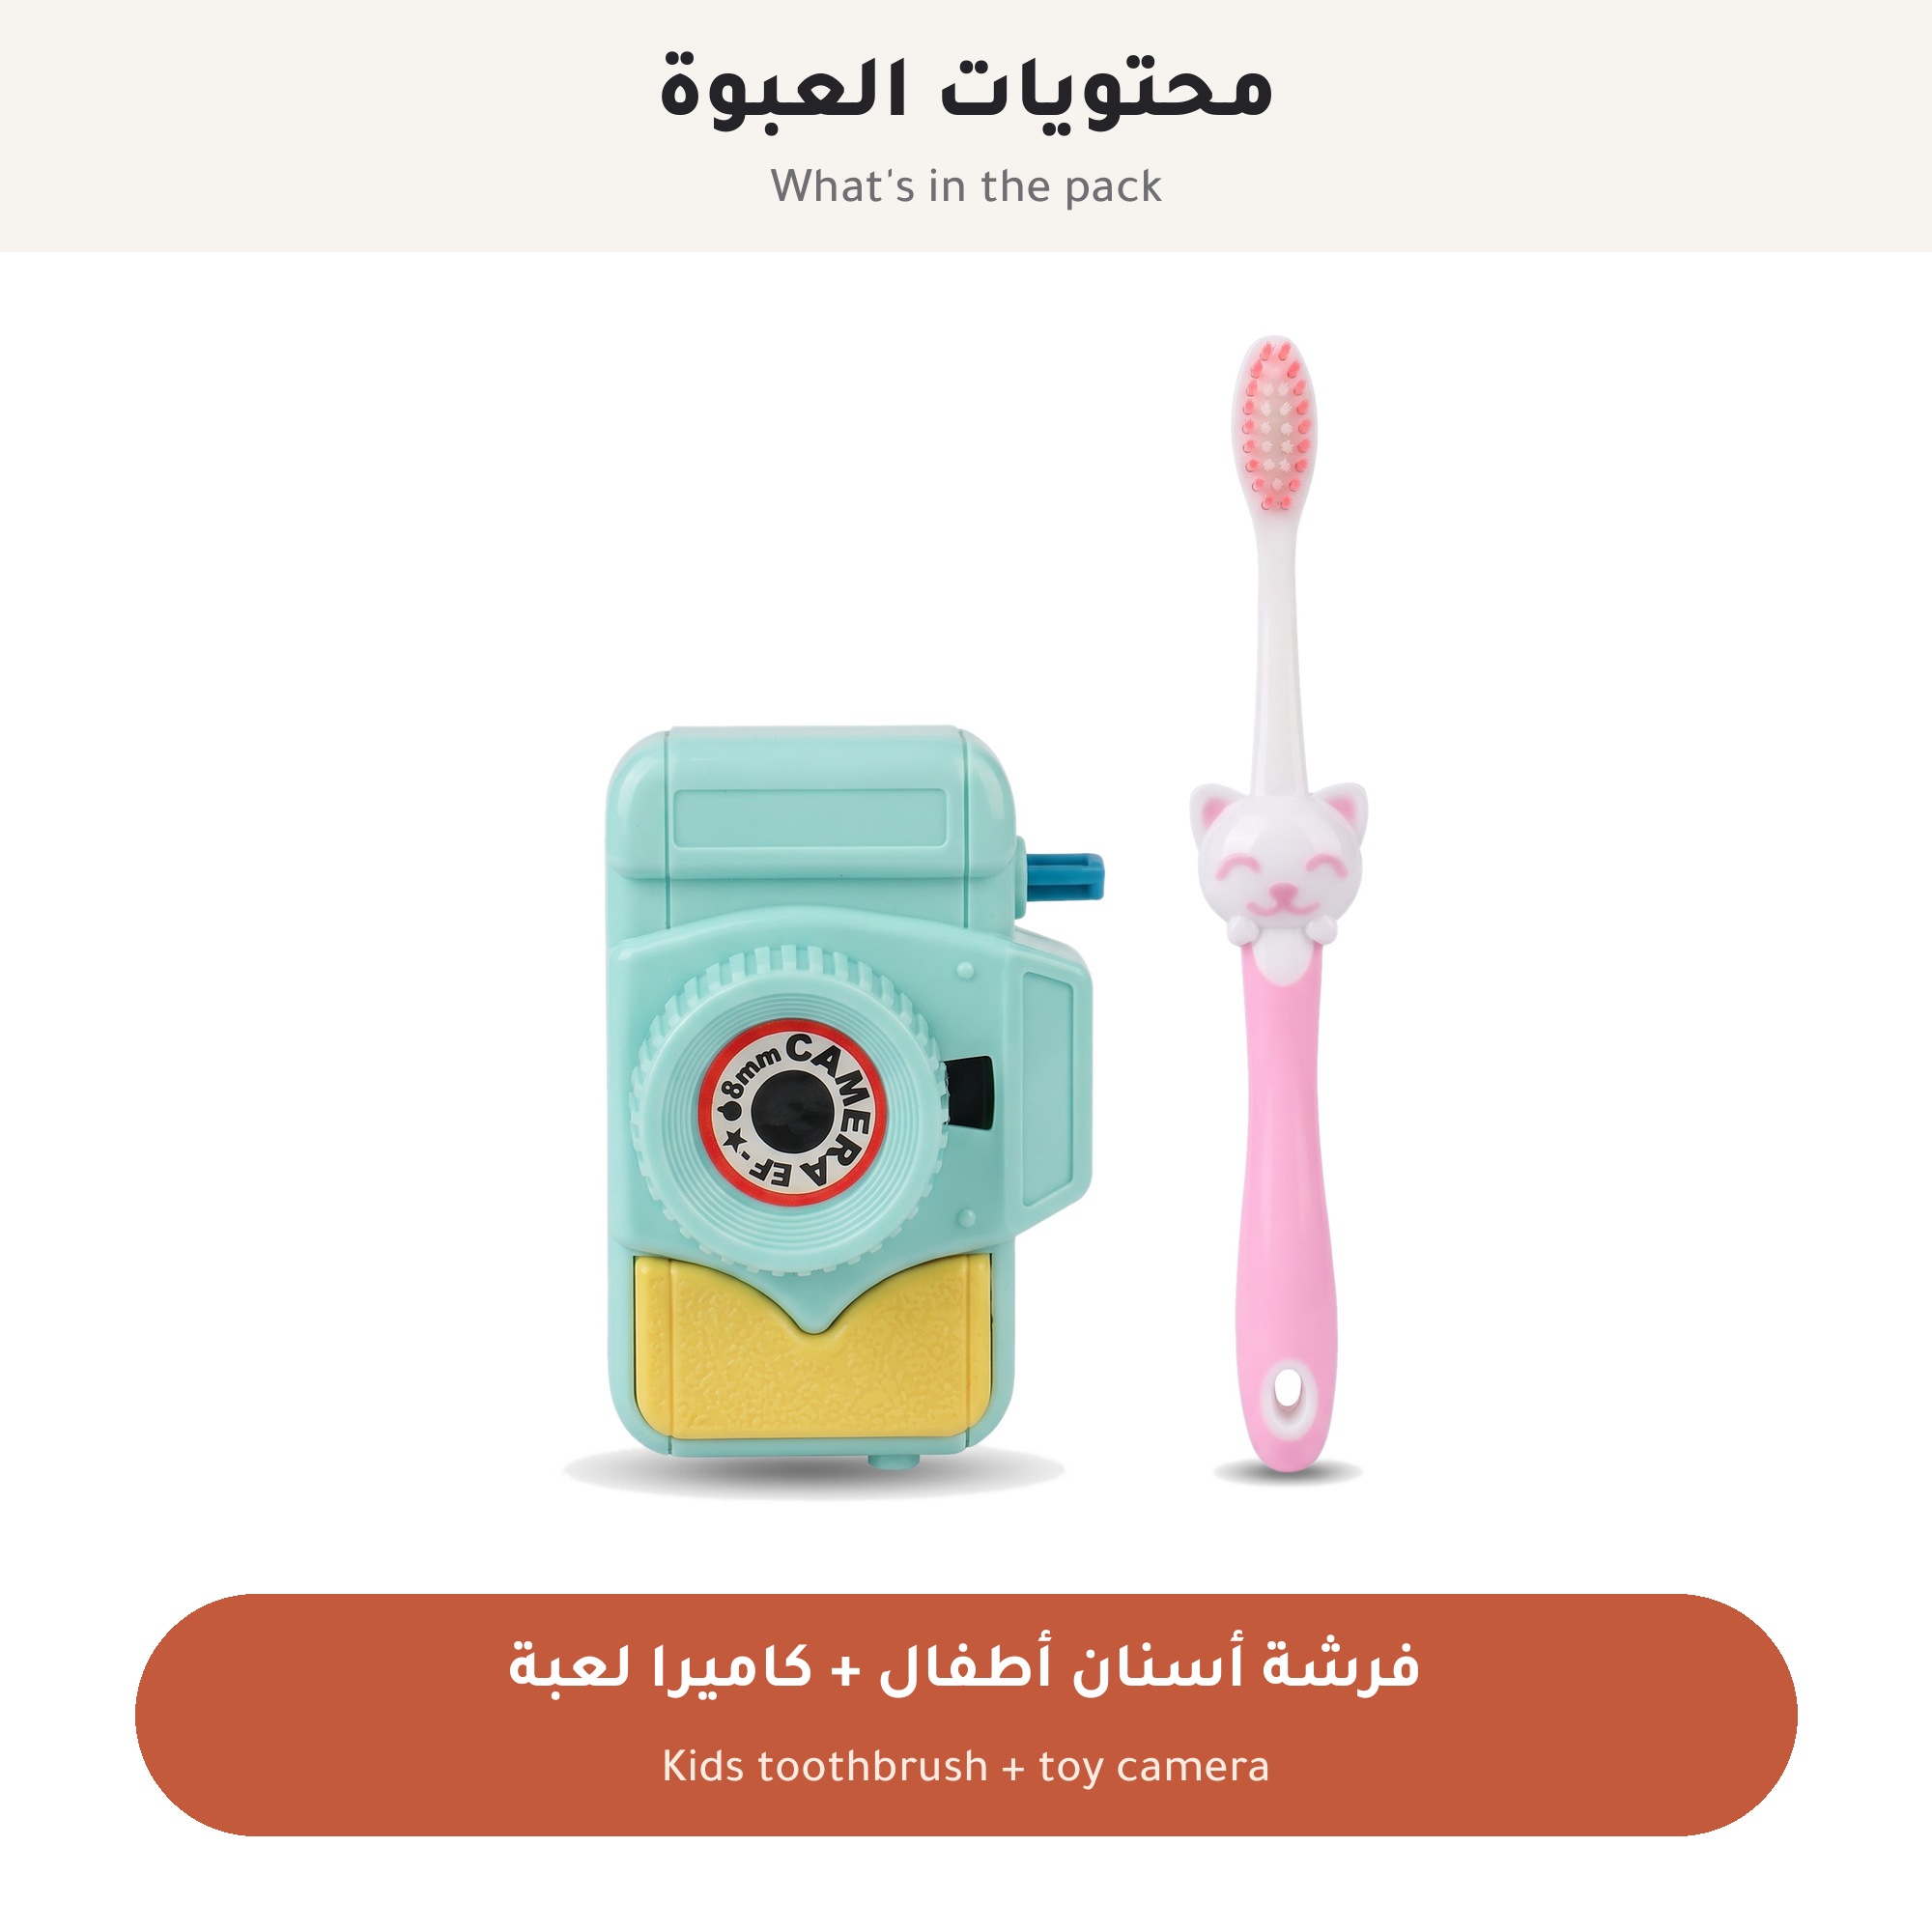 محتويات العبوة
What's in the pack
8mm CAMERA EF-
فرشة أسنان أطفال + كاميرا لعبة
Kids toothbrush + toy camera